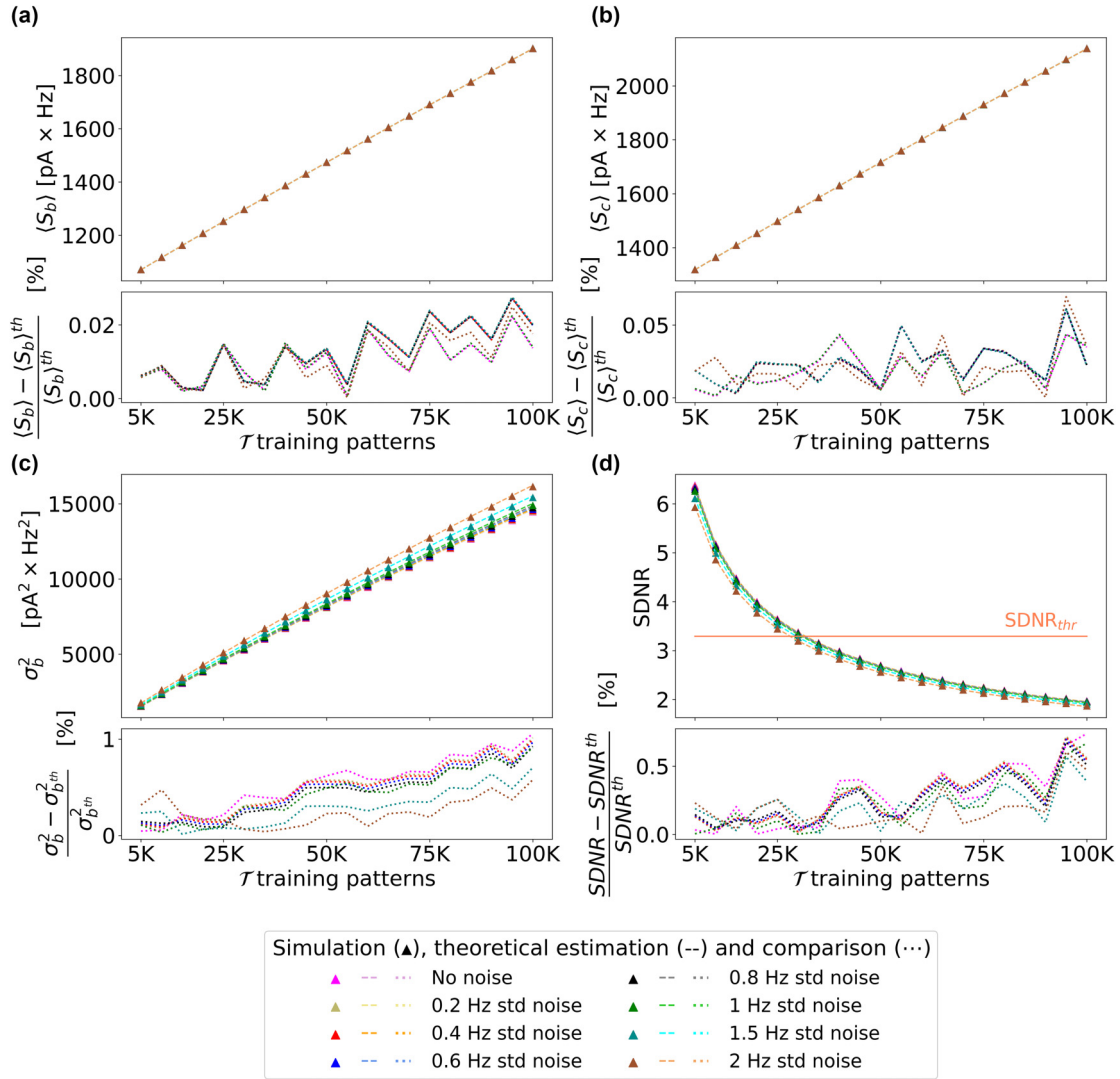 (a)
⟨S_b⟩ [pA × Hz]
1800
1600
1400
1200
[%]
⟨S_b⟩ − ⟨S_b⟩^th
⟨S_b⟩^th
0.02
0.00
5K 25K 50K 75K 100K
𝒯 training patterns
(b)
⟨S_c⟩ [pA × Hz]
2000
1800
1600
1400
[%]
⟨S_c⟩ − ⟨S_c⟩^th
⟨S_c⟩^th
0.05
0.00
5K 25K 50K 75K 100K
𝒯 training patterns
(c)
σ_b^2 [pA² × Hz²]
15000
10000
5000
[%]
σ_b^2 − σ_b^2^th
σ_b^2^th
1
0
5K 25K 50K 75K 100K
𝒯 training patterns
(d)
SDNR
6
5
4
3
2
SDNR_thr
[%]
SDNR − SDNR^th
SDNR^th
0.5
0.0
5K 25K 50K 75K 100K
𝒯 training patterns
Simulation (▲), theoretical estimation (--) and comparison (···)
No noise
0.2 Hz std noise
0.4 Hz std noise
0.6 Hz std noise
0.8 Hz std noise
1 Hz std noise
1.5 Hz std noise
2 Hz std noise